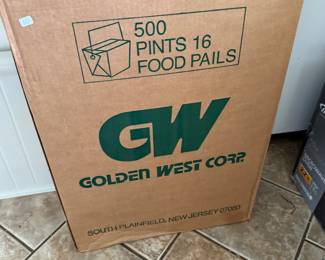 500
PINTS 16
FOOD PAILS
GW
GOLDEN WEST CORP.
SOUTH PLAINFIELD, NEW JERSEY 07080